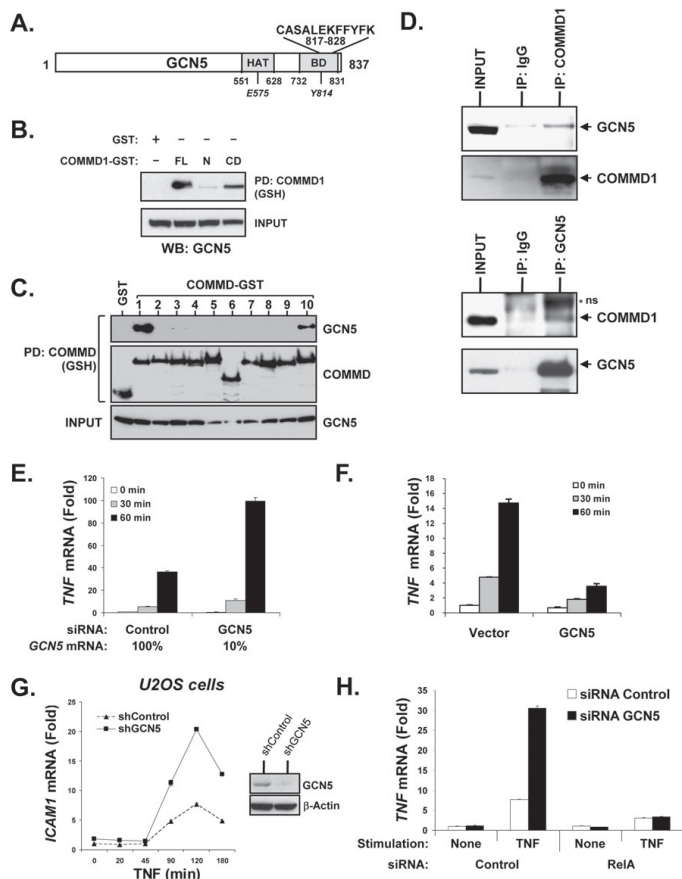 A.
CASALEKFFYFK
817-828
1 GCN5 HAT BD 837
551 628 732 831
E575 Y814
B.
GST: + – – –
COMMD1-GST: – FL N CD
PD: COMMD1
(GSH)
INPUT
WB: GCN5
C.
COMMD-GST
GST 1 2 3 4 5 6 7 8 9 10
GCN5
PD: COMMD
(GSH)
COMMD
INPUT GCN5
D.
INPUT
IP: IgG
IP: COMMD1
GCN5
COMMD1
INPUT
IP: IgG
IP: GCN5
* ns
COMMD1
GCN5
E.
TNF mRNA (Fold)
120
100
80
60
40
20
0
0 min
30 min
60 min
siRNA: Control GCN5
GCN5 mRNA: 100% 10%
F.
TNF mRNA (Fold)
18
16
14
12
10
8
6
4
2
0
0 min
30 min
60 min
Vector GCN5
G.
U2OS cells
ICAM1 mRNA (Fold)
25
20
15
10
5
0
shControl
shGCN5
0 20 45 90 120 180
TNF (min)
shControl
shGCN5
GCN5
β-Actin
H.
TNF mRNA (Fold)
35
30
25
20
15
10
5
0
siRNA Control
siRNA GCN5
Stimulation: None TNF None TNF
siRNA: Control RelA